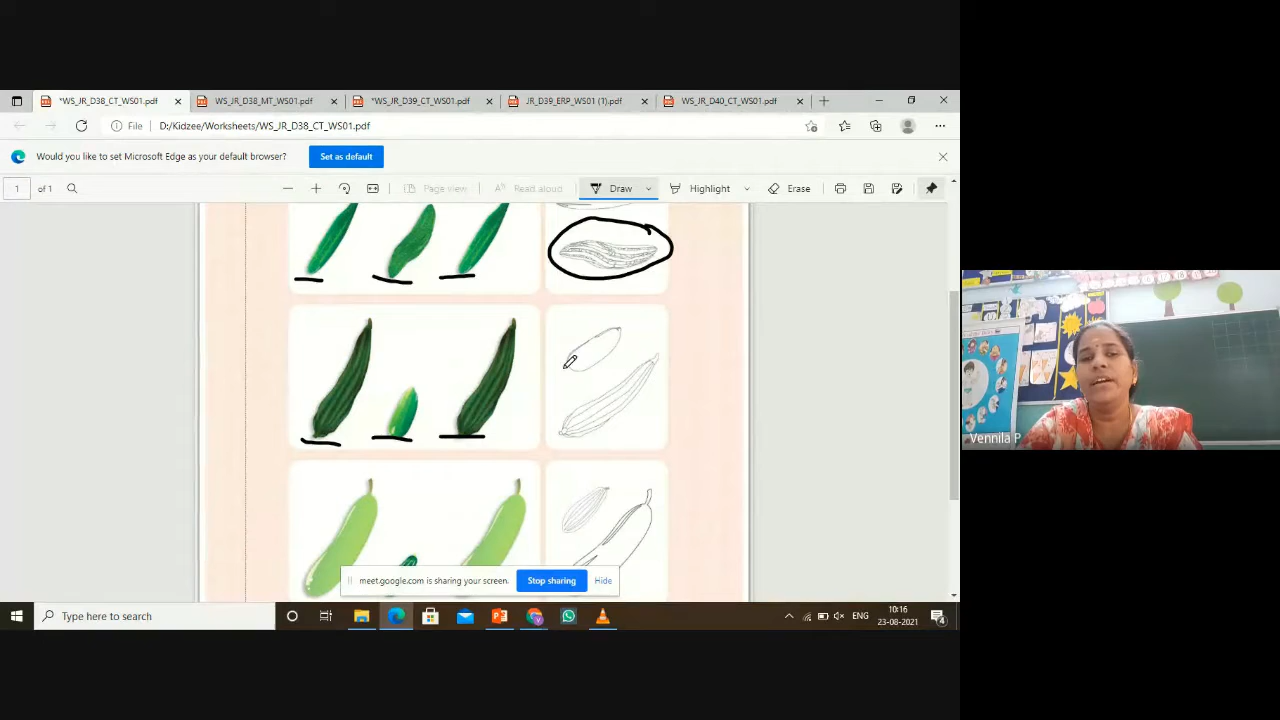 *WS_JR_D38_CT_WS01.pdf
WS_JR_D38_MT_WS01.pdf
*WS_JR_D39_CT_WS01.pdf
JR_D39_ERP_WS01 (1).pdf
WS_JR_D40_CT_WS01.pdf
File
D:/Kidzee/Worksheets/WS_JR_D38_CT_WS01.pdf
Would you like to set Microsoft Edge as your default browser?
Set as default
1 of 1
Page view
Read aloud
Draw
Highlight
Erase
Vennila P
meet.google.com is sharing your screen.
Stop sharing
Hide
Type here to search
ENG
10:16
23-08-2021
4